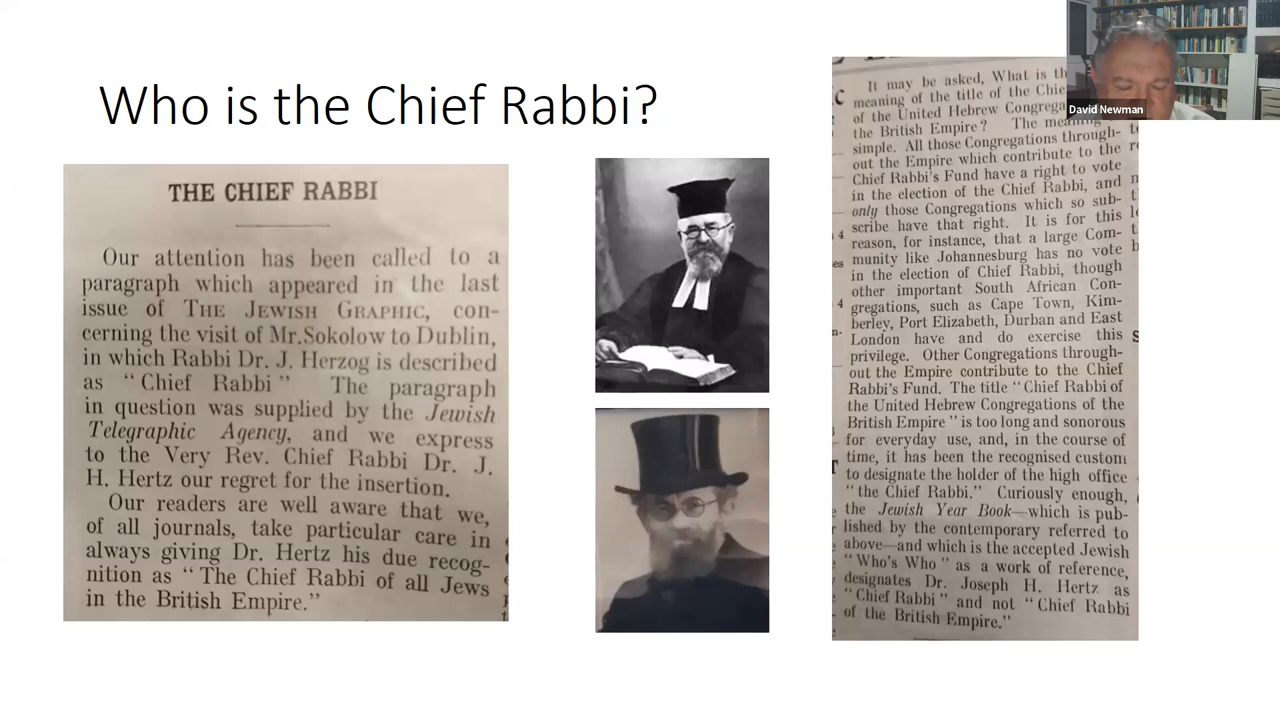 Who is the Chief Rabbi?
THE CHIEF RABBI
Our attention has been called to a
paragraph which appeared in the last
issue of THE JEWISH GRAPHIC, con-
cerning the visit of Mr.Sokolow to Dublin,
in which Rabbi Dr. J. Herzog is described
as "Chief Rabbi" The paragraph
in question was supplied by the Jewish
Telegraphic Agency, and we express
to the Very Rev. Chief Rabbi Dr. J.
H. Hertz our regret for the insertion.
Our readers are well aware that we,
of all journals, take particular care in
always giving Dr. Hertz his due recog-
nition as "The Chief Rabbi of all Jews
in the British Empire."
It may be asked, What is
meaning of the title of the
of the United Hebrew
the British Empire? The
simple. All those Congregations through-
out the Empire which contribute to the
Chief Rabbi's Fund have a right to vote
in the election of the Chief Rabbi, and
only those Congregations which so sub-
scribe have that right. It is for this
reason, for instance, that a large Com-
munity like Johannesburg has no vote
in the election of Chief Rabbi, though
other important South African Con-
gregations, such as Cape Town, Kim-
berley, Port Elizabeth, Durban and East
London have and do exercise this
privilege. Other Congregations through-
out the Empire contribute to the Chief
Rabbi's Fund. The title "Chief Rabbi of
the United Hebrew Congregations of the
British Empire" is too long and sonorous
for everyday use, and, in the course of
time, it has been the recognised custom
to designate the holder of the high office
"the Chief Rabbi." Curiously enough,
the Jewish Year Book—which is pub-
lished by the contemporary referred to
above—and which is the accepted Jewish
"Who's Who" as a work of reference,
designates Dr. Joseph H. Hertz as
"Chief Rabbi" and not "Chief Rabbi
of the British Empire."
David Newman